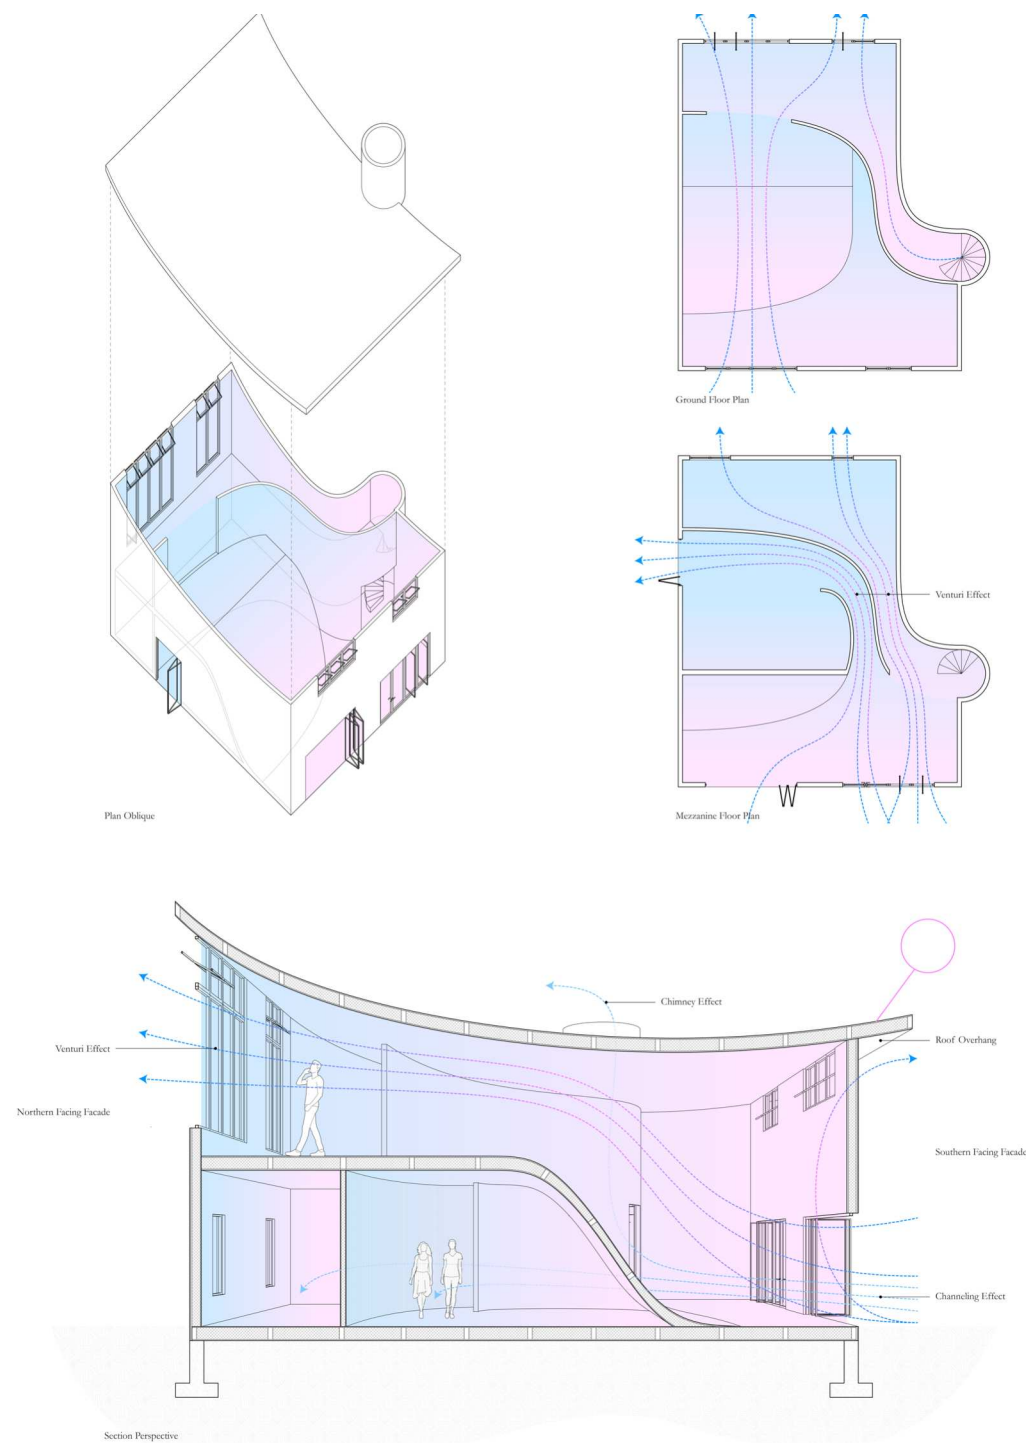 Ground Floor Plan
Venturi Effect
Plan Oblique
Mezzanine Floor Plan
Chimney Effect
Roof Overhang
Venturi Effect
Northern Facing Facade
Southern Facing Facade
Channeling Effect
Section Perspective